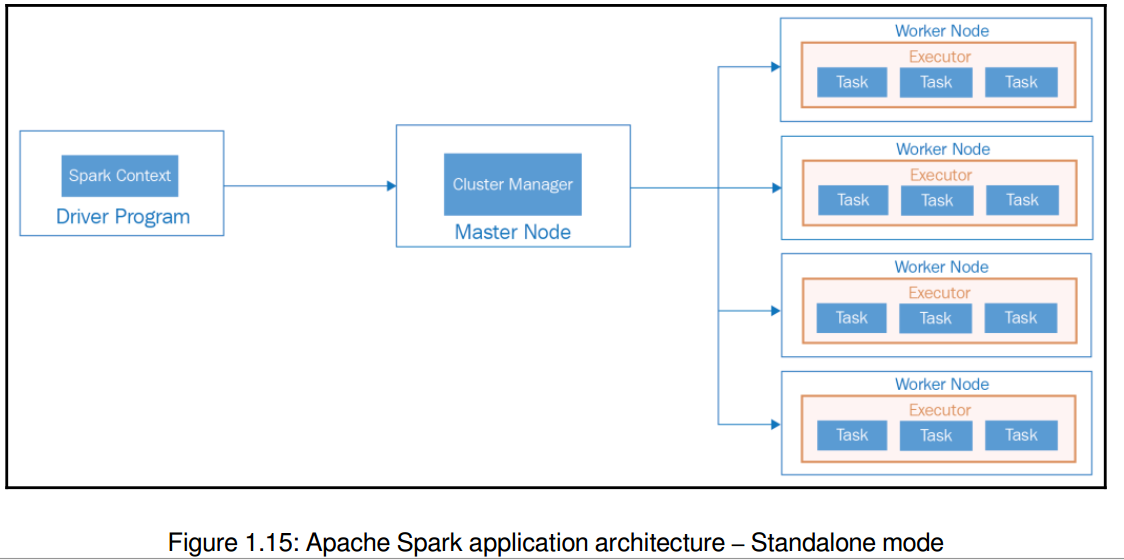 Spark Context
Driver Program
Cluster Manager
Master Node
Worker Node
Executor
Task Task Task
Worker Node
Executor
Task Task Task
Worker Node
Executor
Task Task Task
Worker Node
Executor
Task Task Task
Figure 1.15: Apache Spark application architecture – Standalone mode